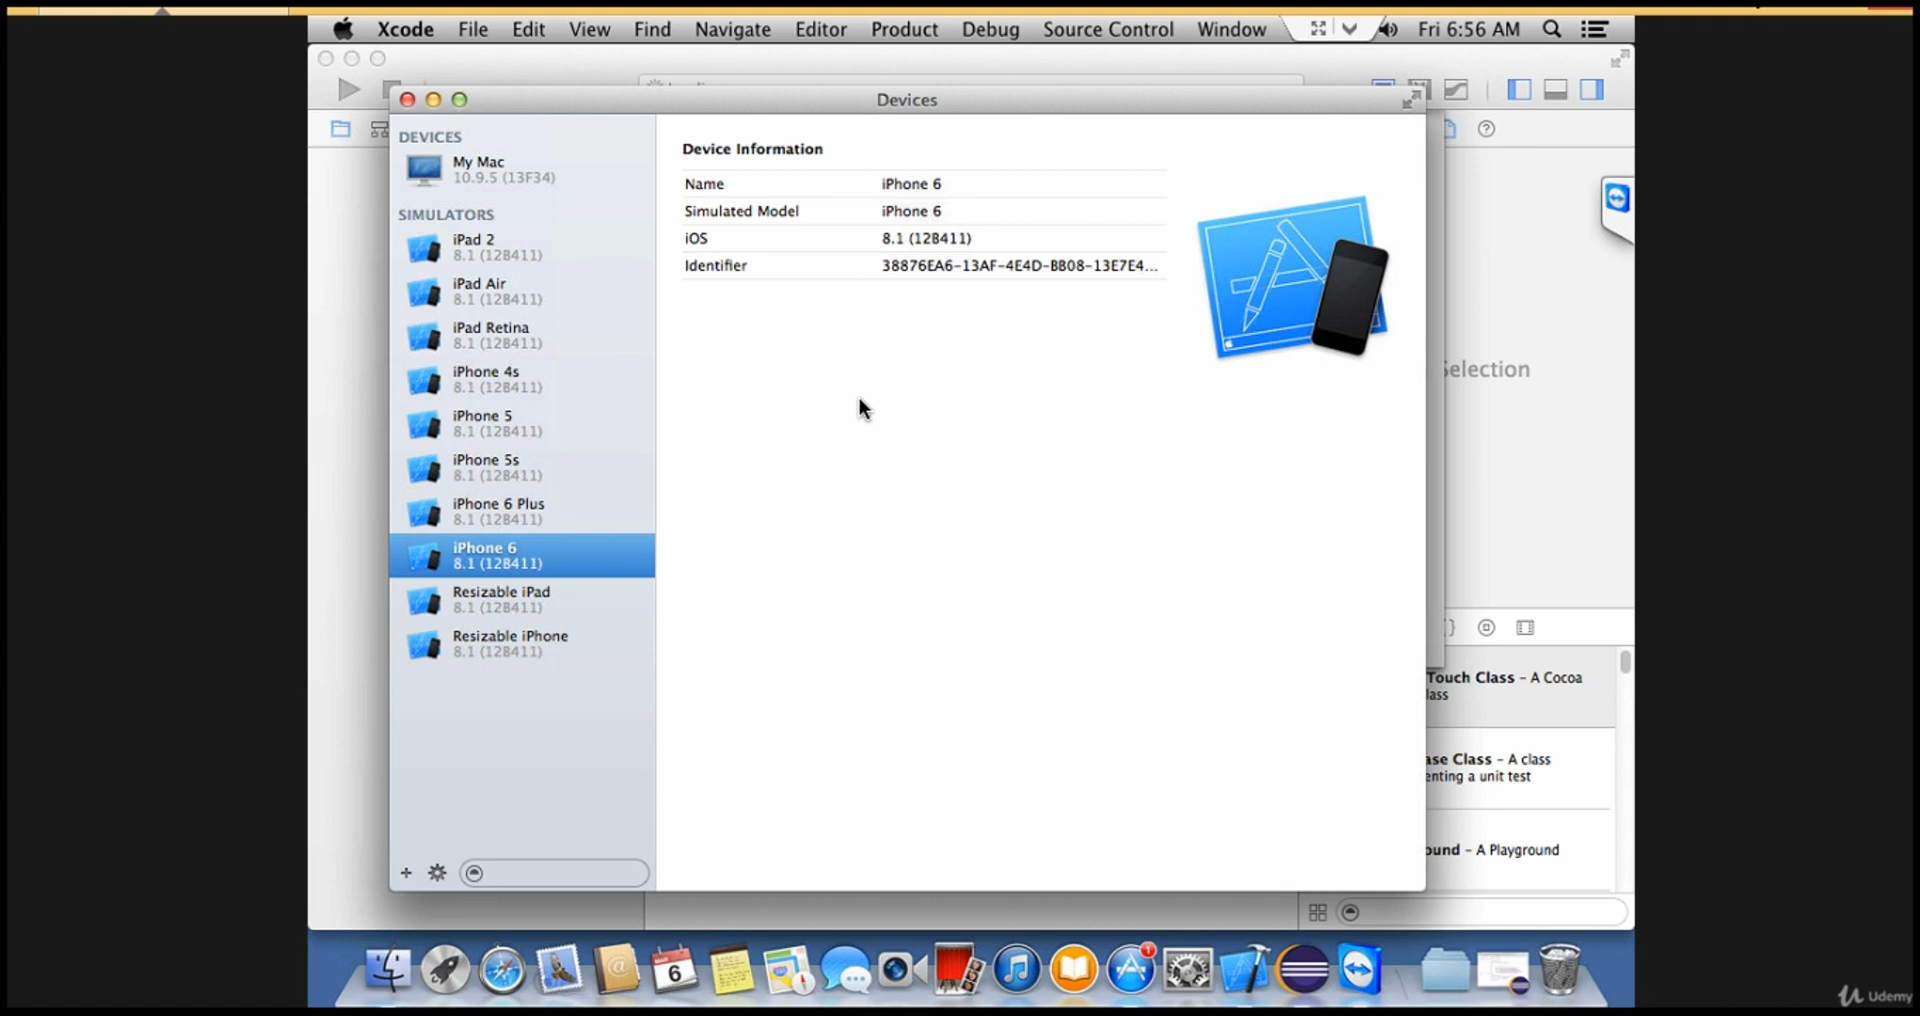 Xcode File Edit View Find Navigate Editor Product Debug Source Control Window Fri 6:56 AM
Devices
DEVICES
My Mac
10.9.5 (13F34)
SIMULATORS
iPad 2
8.1 (12B411)
iPad Air
8.1 (12B411)
iPad Retina
8.1 (12B411)
iPhone 4s
8.1 (12B411)
iPhone 5
8.1 (12B411)
iPhone 5s
8.1 (12B411)
iPhone 6 Plus
8.1 (12B411)
iPhone 6
8.1 (12B411)
Resizable iPad
8.1 (12B411)
Resizable iPhone
8.1 (12B411)
Device Information
Name iPhone 6
Simulated Model iPhone 6
iOS 8.1 (12B411)
Identifier 38876EA6-13AF-4E4D-BB08-13E7E4...
Selection
Touch Class - A Cocoa
lass
ase Class - A class
enting a unit test
ound - A Playground
6
1
Udemy